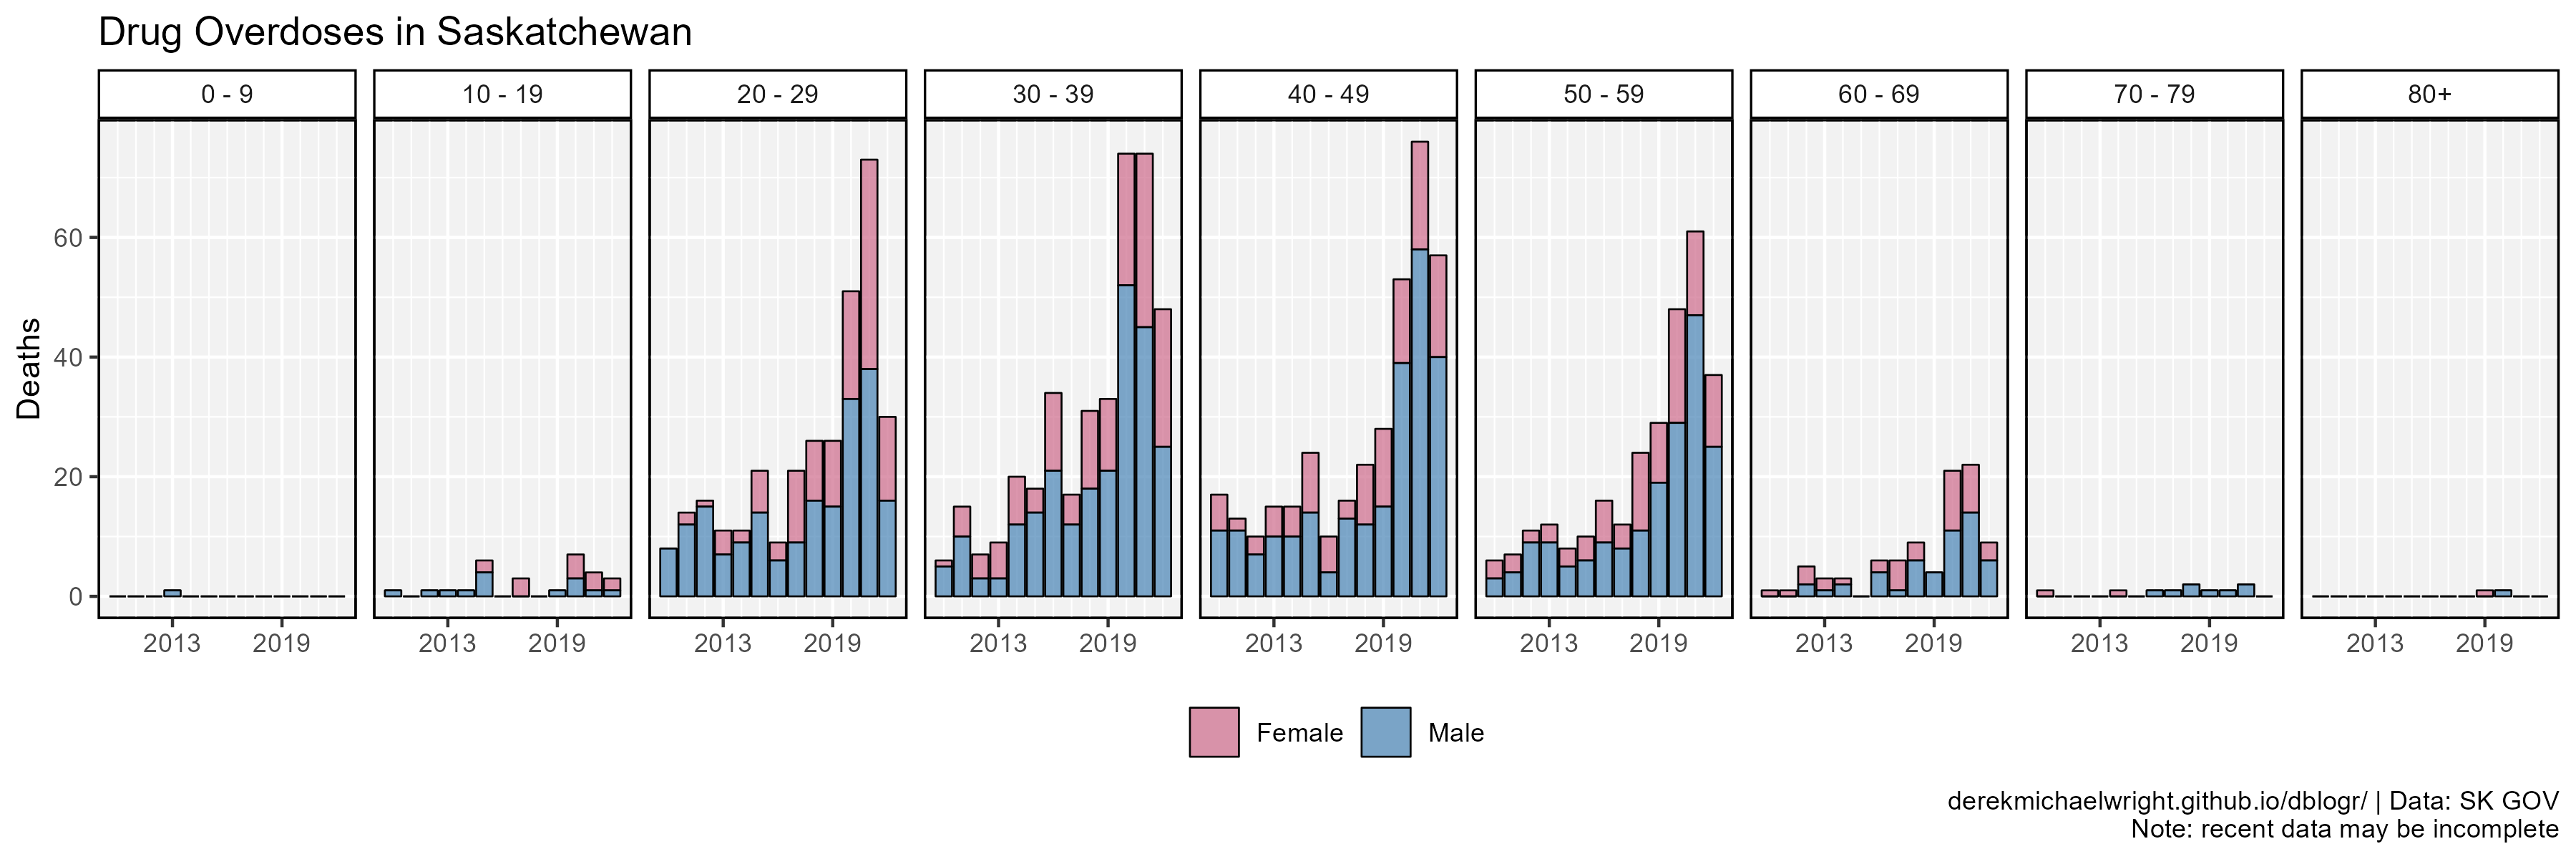 Drug Overdoses in Saskatchewan
0 - 9 10 - 19 20 - 29 30 - 39 40 - 49 50 - 59 60 - 69 70 - 79 80+
Deaths
60
40
20
0
2013 2019 2013 2019 2013 2019 2013 2019 2013 2019 2013 2019 2013 2019 2013 2019 2013 2019
Female Male
derekmichaelwright.github.io/dblogr/ | Data: SK GOV
Note: recent data may be incomplete